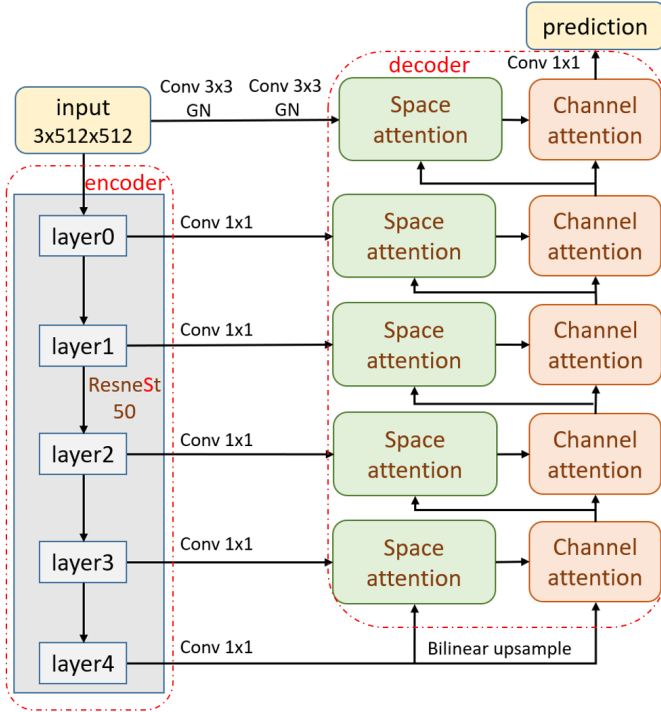 prediction
decoder
Conv 1x1
Conv 3x3
GN
Conv 3x3
GN
input
3x512x512
Space
attention
Channel
attention
encoder
layer0
Conv 1x1
Space
attention
Channel
attention
layer1
Conv 1x1
Space
attention
Channel
attention
ResneSt
50
layer2
Conv 1x1
Space
attention
Channel
attention
layer3
Conv 1x1
Space
attention
Channel
attention
layer4
Conv 1x1
Bilinear upsample